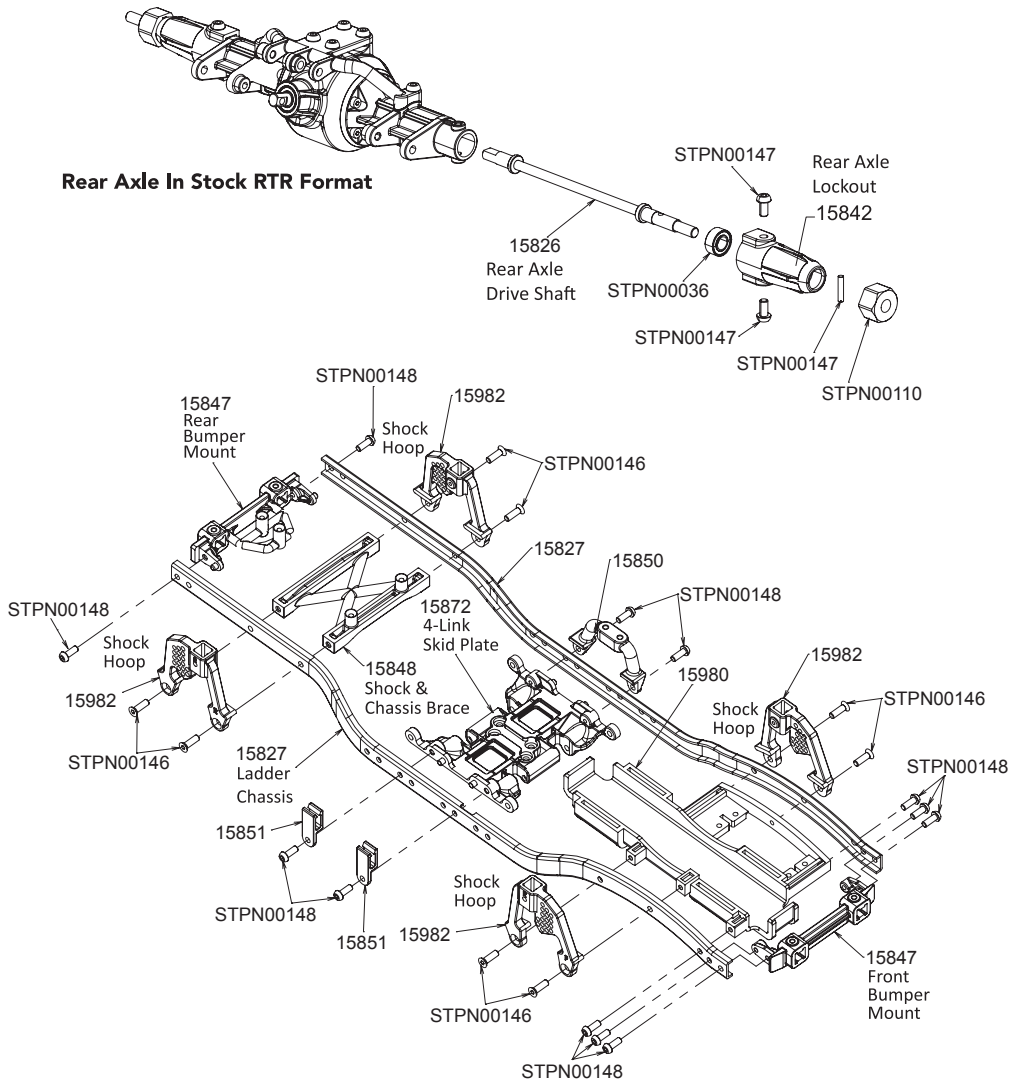 Rear Axle In Stock RTR Format
STPN00147
Rear Axle
Lockout
15842
15826
Rear Axle
Drive Shaft
STPN00036
STPN00147
STPN00147
STPN00110
STPN00148
15982
15847
Rear
Bumper
Mount
Shock
Hoop
STPN00146
15827
15850
STPN00148
STPN00148
15872
4-Link
Skid Plate
Shock
Hoop
15982
15848
Shock &
Chassis Brace
15980
15982
Shock
Hoop
STPN00146
STPN00146
15827
Ladder
Chassis
STPN00148
15851
Shock
Hoop
STPN00148
15851
15982
15847
Front
Bumper
Mount
STPN00146
STPN00148